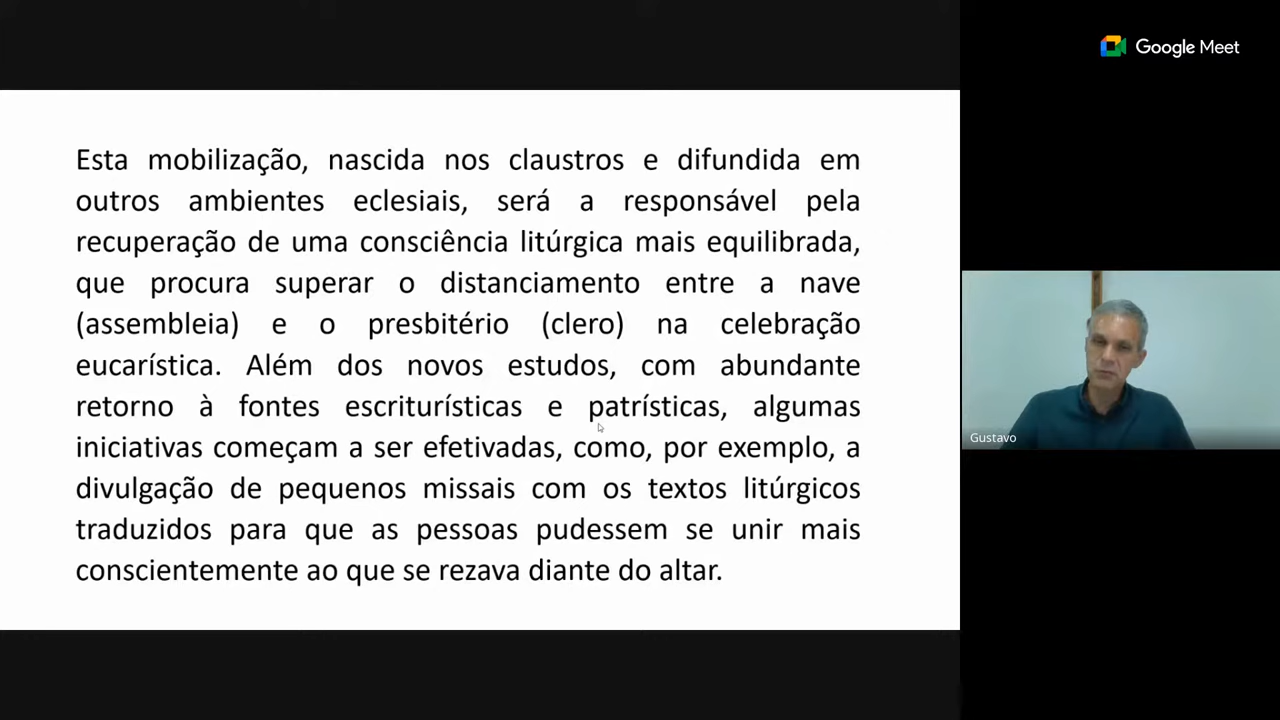 Google Meet
Esta mobilização, nascida nos claustros e difundida em
outros ambientes eclesiais, será a responsável pela
recuperação de uma consciência litúrgica mais equilibrada,
que procura superar o distanciamento entre a nave
(assembleia) e o presbitério (clero) na celebração
eucarística. Além dos novos estudos, com abundante
retorno à fontes escriturísticas e patrísticas, algumas
iniciativas começam a ser efetivadas, como, por exemplo, a
divulgação de pequenos missais com os textos litúrgicos
traduzidos para que as pessoas pudessem se unir mais
conscientemente ao que se rezava diante do altar.
Gustavo